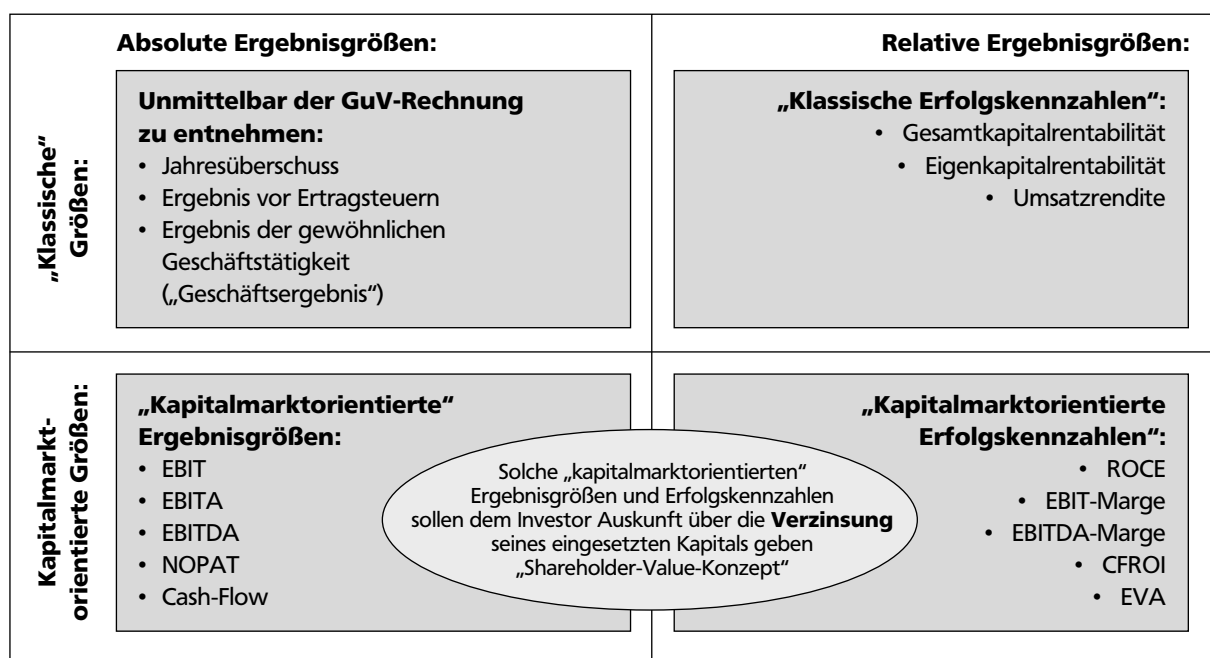 Absolute Ergebnisgrößen:
Relative Ergebnisgrößen:
„Klassische“
Größen:
Unmittelbar der GuV-Rechnung
zu entnehmen:
• Jahresüberschuss
• Ergebnis vor Ertragsteuern
• Ergebnis der gewöhnlichen
Geschäftstätigkeit
(„Geschäftsergebnis“)
„Klassische Erfolgskennzahlen“:
• Gesamtkapitalrentabilität
• Eigenkapitalrentabilität
• Umsatzrendite
Kapitalmarkt-
orientierte Größen:
„Kapitalmarktorientierte“
Ergebnisgrößen:
• EBIT
• EBITA
• EBITDA
• NOPAT
• Cash-Flow
Solche „kapitalmarktorientierten“
Ergebnisgrößen und Erfolgskennzahlen
sollen dem Investor Auskunft über die Verzinsung
seines eingesetzten Kapitals geben
„Shareholder-Value-Konzept“
„Kapitalmarktorientierte
Erfolgskennzahlen“:
• ROCE
• EBIT-Marge
• EBITDA-Marge
• CFROI
• EVA